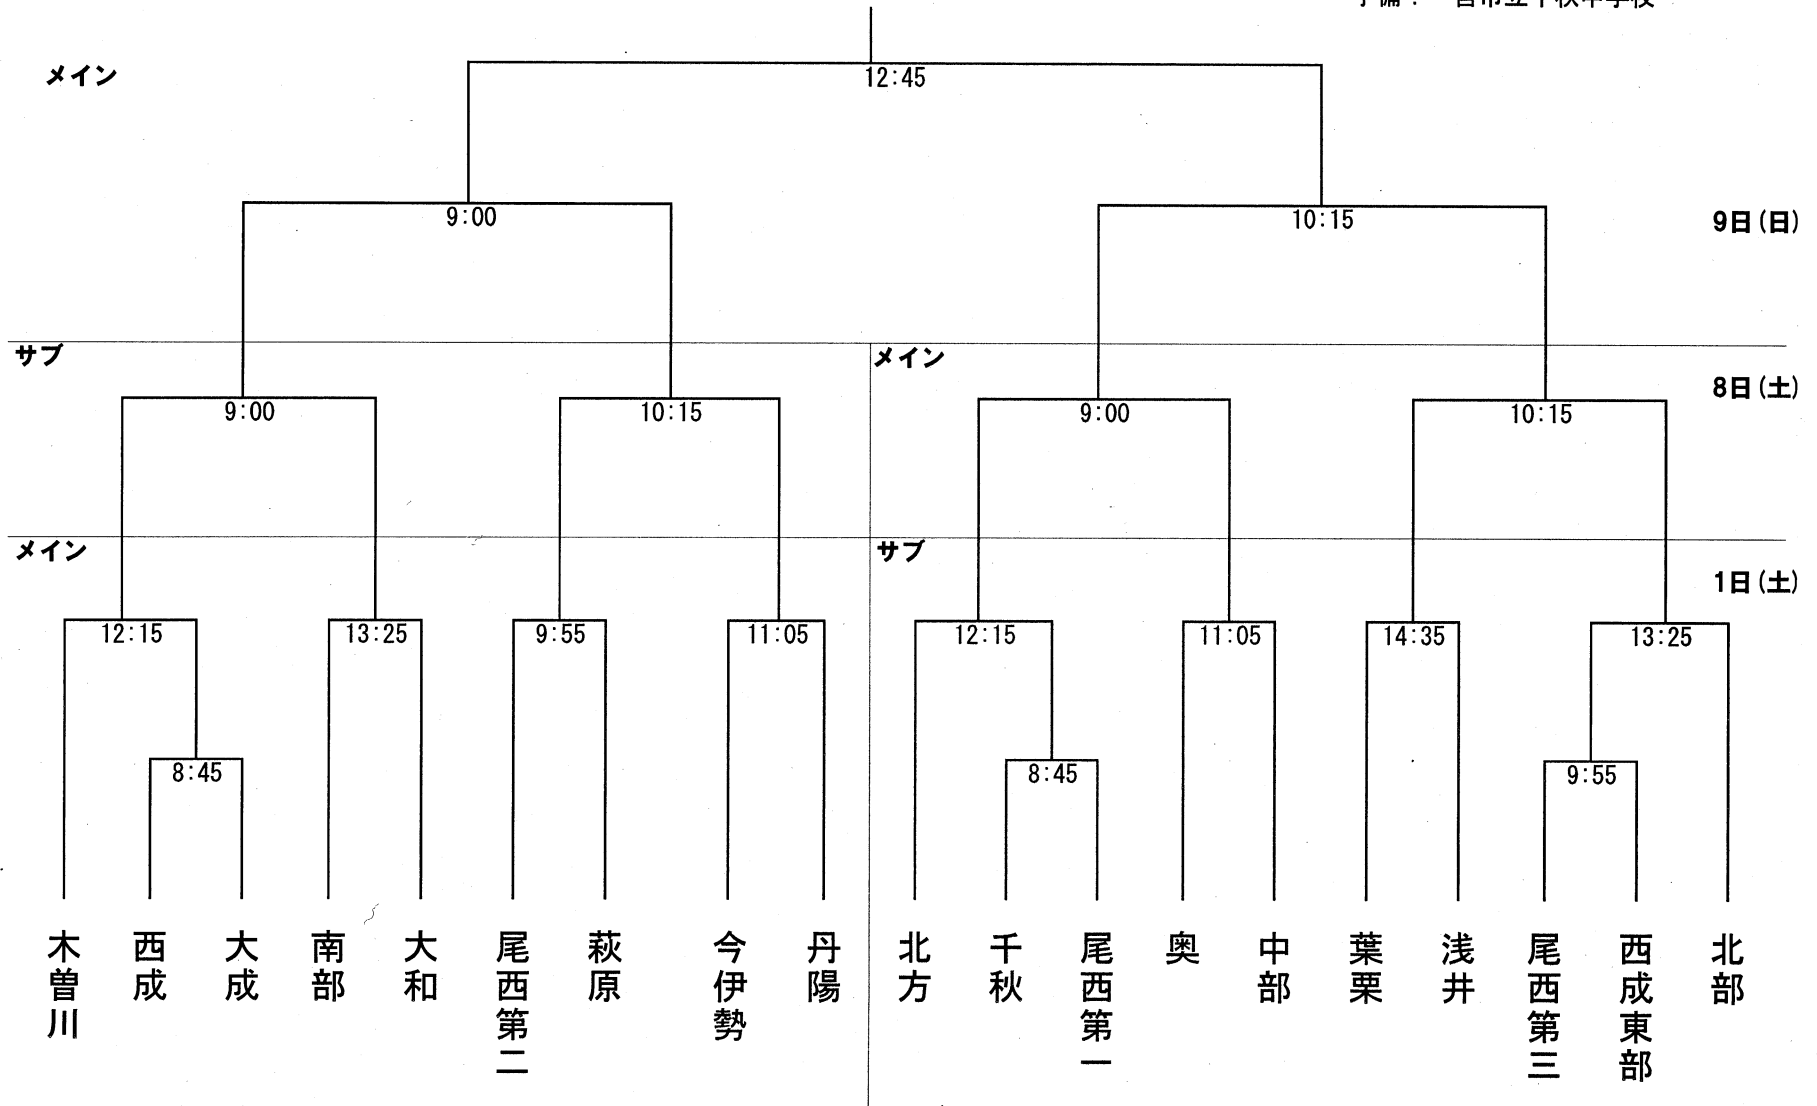 メイン
12:45
9:00
10:15
9日(日)
サブ
メイン
8日(土)
9:00
10:15
9:00
10:15
メイン
サブ
1日(土)
12:15
13:25
9:55
11:05
12:15
11:05
14:35
13:25
8:45
8:45
9:55
木曽川
西成
大成
南部
大和
尾西第二
萩原
今伊勢
丹陽
北方
千秋
尾西第一
奥
中部
葉栗
浅井
尾西第三
西成東部
北部